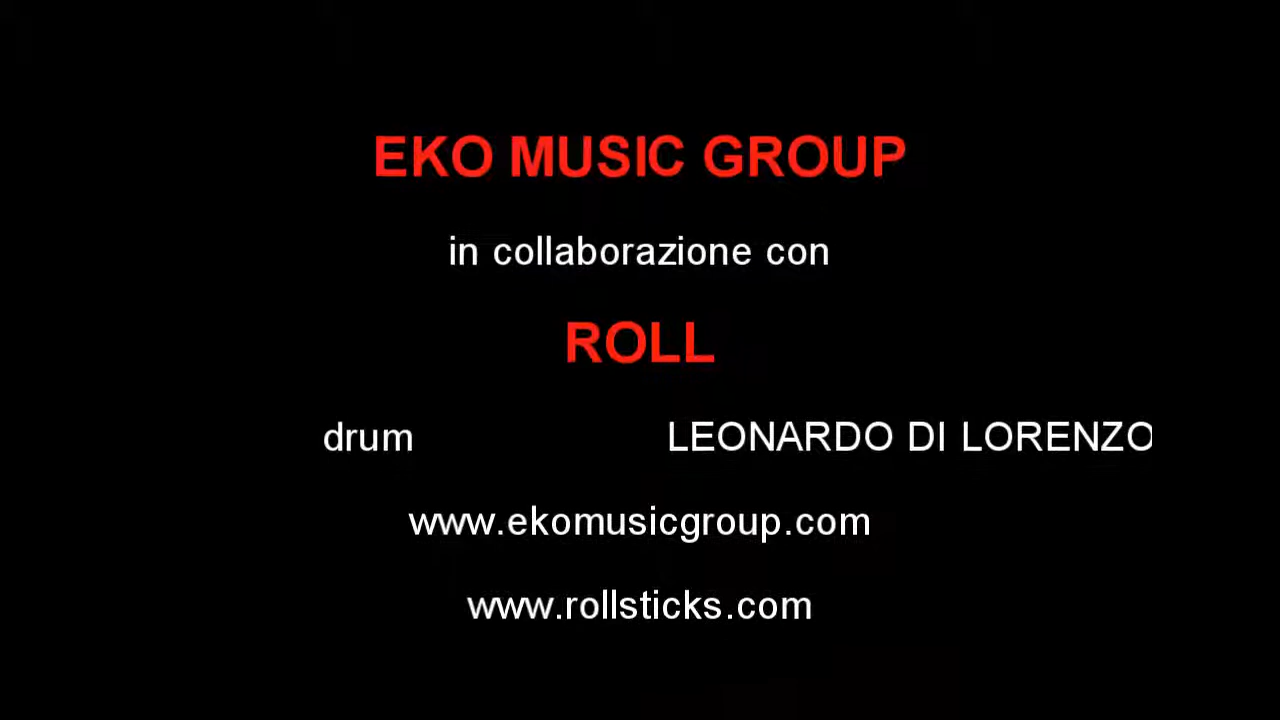 EKO MUSIC GROUP
in collaborazione con
ROLL
drum LEONARDO DI LORENZO
www.ekomusicgroup.com
www.rollsticks.com